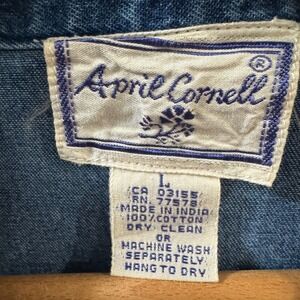 April Cornell ®
L
CA 03155
RN. 77578
MADE IN INDIA
100% COTTON
DRY CLEAN
OR
MACHINE WASH
SEPARATELY
HANG TO DRY